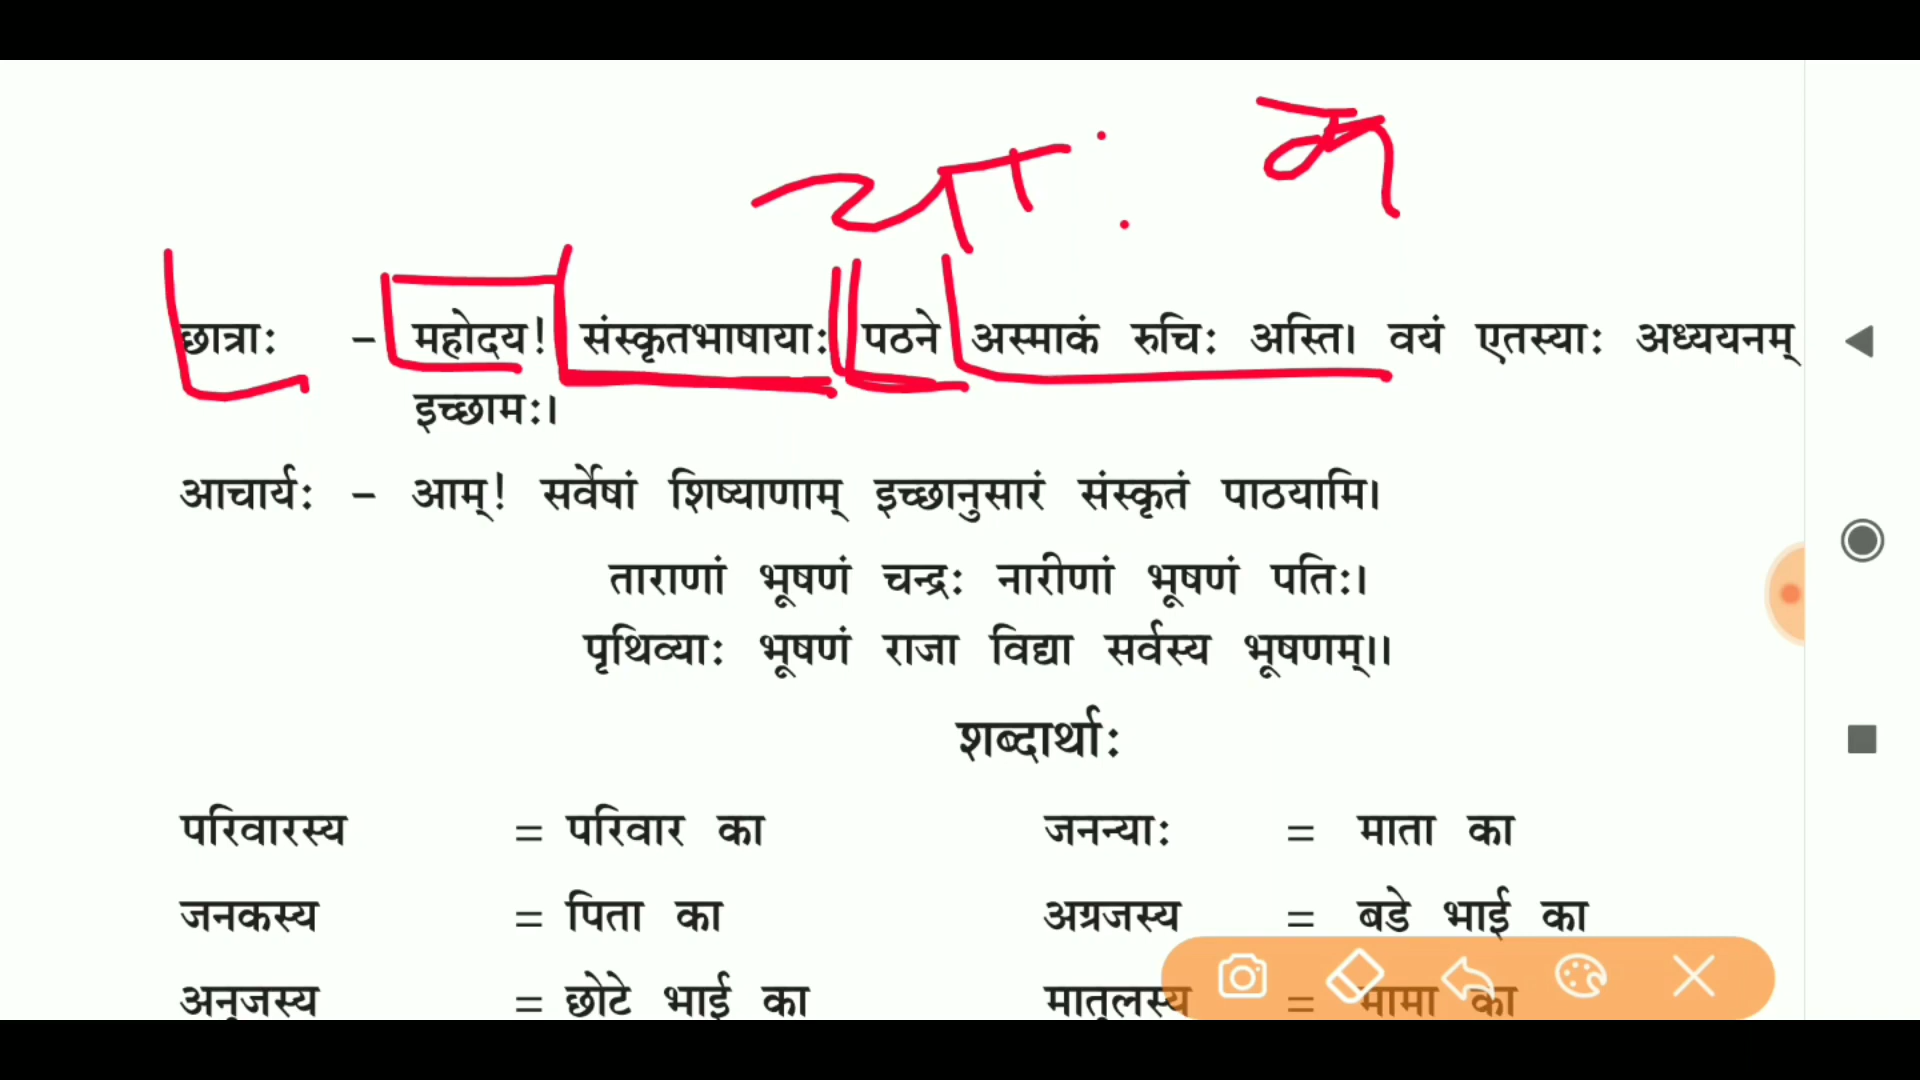 याः स्
छात्राः - महोदय! संस्कृतभाषायाः पठने अस्माकं रुचिः अस्ति। वयं एतस्याः अध्ययनम्
इच्छामः।
आचार्यः - आम्! सर्वेषां शिष्याणाम् इच्छानुसारं संस्कृतं पाठयामि।
ताराणां भूषणं चन्द्रः नारीणां भूषणं पतिः।
पृथिव्याः भूषणं राजा विद्या सर्वस्य भूषणम्।।
शब्दार्थाः
परिवारस्य = परिवार का जनन्याः = माता का
जनकस्य = पिता का अग्रजस्य = बडे भाई का
अनुजस्य = छोटे भाई का मातुलस्य = मामा का